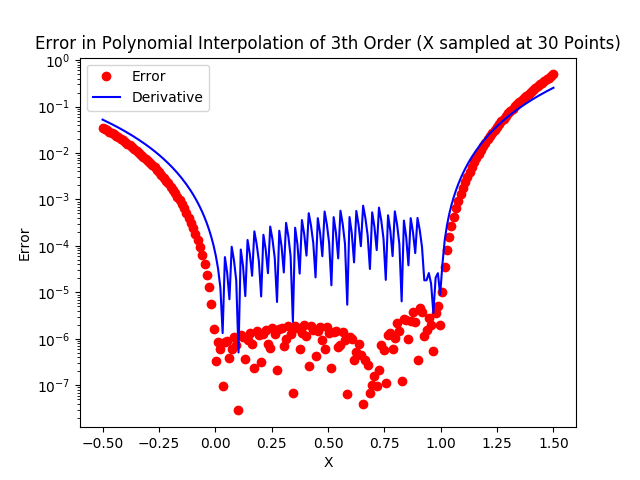 Error in Polynomial Interpolation of 3th Order (X sampled at 30 Points)
Error
Derivative
10⁰
10⁻¹
10⁻²
10⁻³
10⁻⁴
10⁻⁵
10⁻⁶
10⁻⁷
Error
−0.50 −0.25 0.00 0.25 0.50 0.75 1.00 1.25 1.50
X